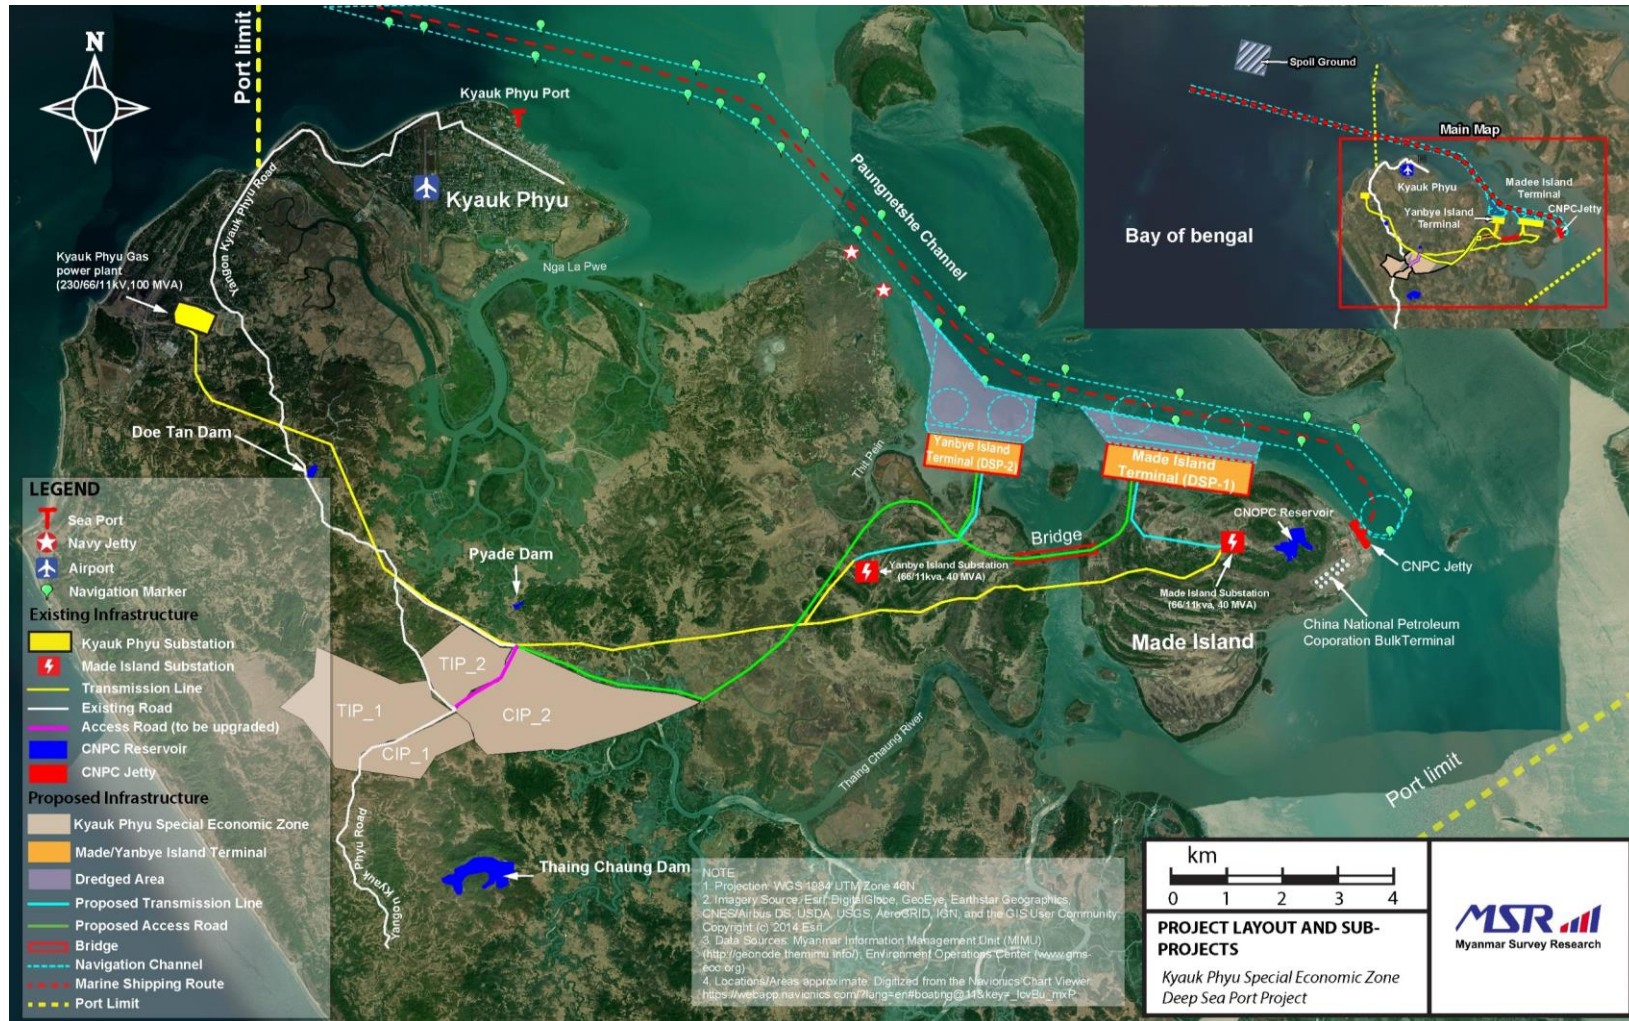 N
Port limit
Kyauk Phyu Port
Kyauk Phyu
Yangon Kyauk Phyu Road
Kyauk Phyu Gas
power plant
(230/66/11kV,100 MVA)
Nga La Pwe
Paungnetshe Channel
Doe Tan Dam
Pyade Dam
Thit Pein
Yanbye Island
Terminal (DSP-2)
Made Island
Terminal (DSP-1)
Bridge
CNOPC Reservoir
Yanbye Island Substation
(66/11kva, 40 MVA)
Made Island Substation
(66/11kva, 40 MVA)
CNPC Jetty
China National Petroleum
Coporation BulkTerminal
Made Island
TIP_2
TIP_1
CIP_2
CIP_1
Thaing Chaung River
Port limit
Thaing Chaung Dam
Yangon Kyauk Phyu Road
Spoil Ground
Main Map
Kyauk Phyu
Madee Island
Terminal
CNPCJetty
Yanbye Island
Terminal
Bay of bengal
LEGEND
Sea Port
Navy Jetty
Airport
Navigation Marker
Existing Infrastructure
Kyauk Phyu Substation
Made Island Substation
Transmission Line
Existing Road
Access Road (to be upgraded)
CNPC Reservoir
CNPC Jetty
Proposed Infrastructure
Kyauk Phyu Special Economic Zone
Made/Yanbye Island Terminal
Dredged Area
Proposed Transmission Line
Proposed Access Road
Bridge
Navigation Channel
Marine Shipping Route
Port Limit
NOTE
1. Projection: WGS 1984 UTM Zone 46N
2. Imagery Source: Esri, DigitalGlobe, GeoEye, Earthstar Geographics,
CNES/Airbus DS, USDA, USGS, AeroGRID, IGN, and the GIS User Community.
Copyright (c) 2014 Esri
3. Data Sources: Myanmar Information Management Unit (MIMU)
(http://geonode.themimu.info/), Environment Operations Center (www.gms-
eoc.org)
4. Locations/Areas approximate. Digitized from the Navionics Chart Viewer
km
0 1 2 3 4
PROJECT LAYOUT AND SUB-
PROJECTS
Kyauk Phyu Special Economic Zone
Deep Sea Port Project
MSR
Myanmar Survey Research